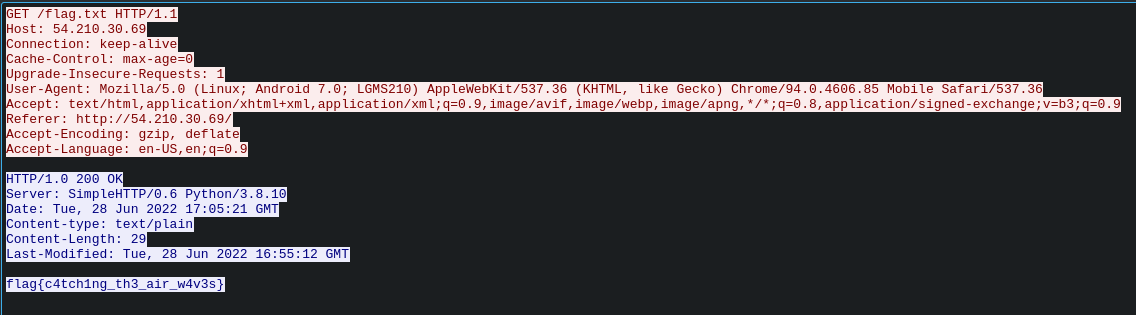 GET /flag.txt HTTP/1.1
Host: 54.210.30.69
Connection: keep-alive
Cache-Control: max-age=0
Upgrade-Insecure-Requests: 1
User-Agent: Mozilla/5.0 (Linux; Android 7.0; LGMS210) AppleWebKit/537.36 (KHTML, like Gecko) Chrome/94.0.4606.85 Mobile Safari/537.36
Accept: text/html,application/xhtml+xml,application/xml;q=0.9,image/avif,image/webp,image/apng,*/*;q=0.8,application/signed-exchange;v=b3;q=0.9
Referer: http://54.210.30.69/
Accept-Encoding: gzip, deflate
Accept-Language: en-US,en;q=0.9
HTTP/1.0 200 OK
Server: SimpleHTTP/0.6 Python/3.8.10
Date: Tue, 28 Jun 2022 17:05:21 GMT
Content-type: text/plain
Content-Length: 29
Last-Modified: Tue, 28 Jun 2022 16:55:12 GMT
flag{c4tch1ng_th3_air_w4v3s}